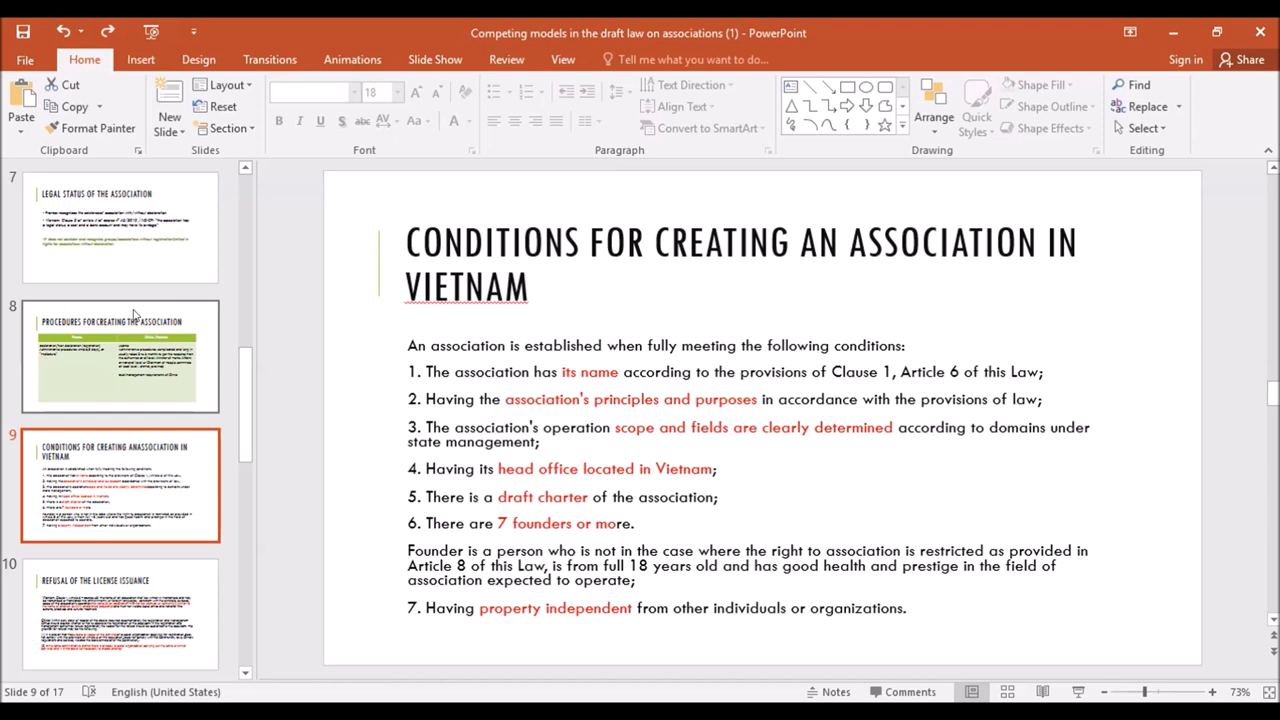 Competing models in the draft law on associations (1) - PowerPoint
File Home Insert Design Transitions Animations Slide Show Review View Tell me what you want to do... Sign in Share
Paste
Cut
Copy
Format Painter
Clipboard
New
Slide
Layout
Reset
Section
Slides
18
B I U S abc AV Aa A
Font
Text Direction
Align Text
Convert to SmartArt
Paragraph
Arrange
Quick
Styles
Shape Fill
Shape Outline
Shape Effects
Drawing
Find
Replace
Select
Editing
7
LEGAL STATUS OF THE ASSOCIATION
8
PROCEDURES FOR CREATING THE ASSOCIATION
9
CONDITIONS FOR CREATING AN ASSOCIATION IN
VIETNAM
10
REFUSAL OF THE LICENSE ISSUANCE
CONDITIONS FOR CREATING AN ASSOCIATION IN
VIETNAM
An association is established when fully meeting the following conditions:
1. The association has its name according to the provisions of Clause 1, Article 6 of this Law;
2. Having the association's principles and purposes in accordance with the provisions of law;
3. The association's operation scope and fields are clearly determined according to domains under
state management;
4. Having its head office located in Vietnam;
5. There is a draft charter of the association;
6. There are 7 founders or more.
Founder is a person who is not in the case where the right to association is restricted as provided in
Article 8 of this Law, is from full 18 years old and has good health and prestige in the field of
association expected to operate;
7. Having property independent from other individuals or organizations.
Slide 9 of 17 English (United States) Notes Comments 73%